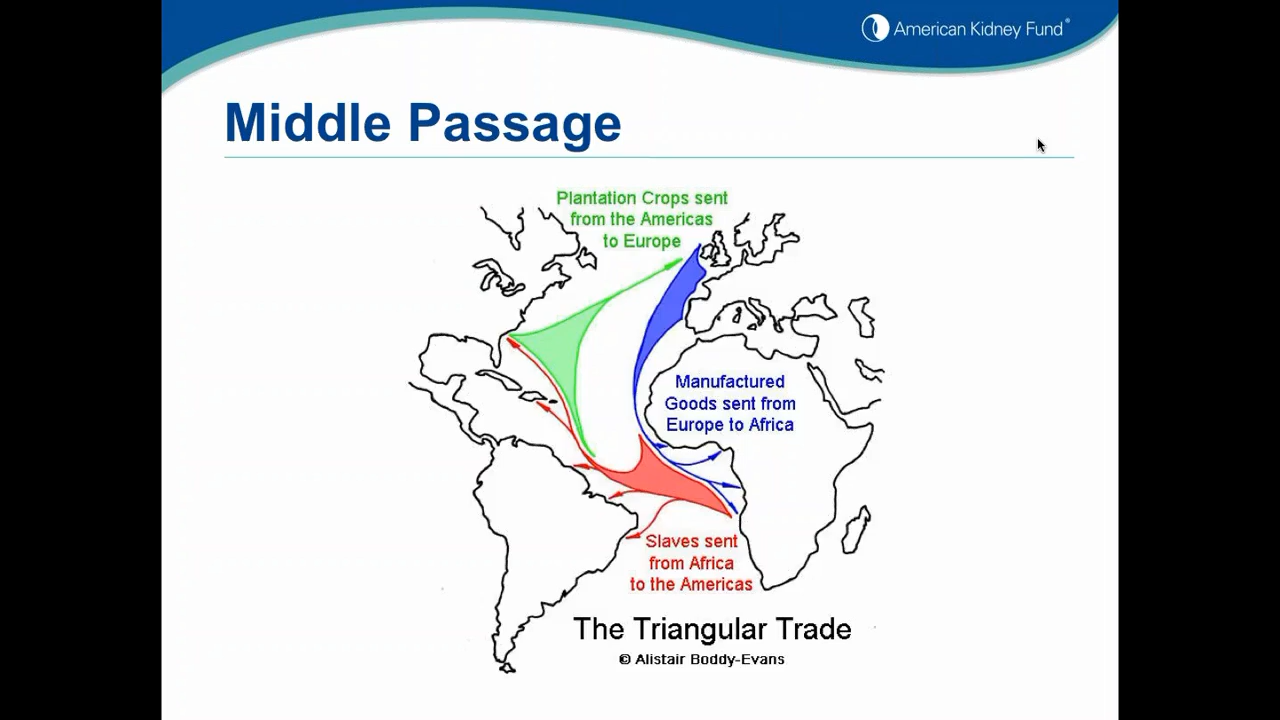 American Kidney Fund®
Middle Passage
Plantation Crops sent
from the Americas
to Europe
Manufactured
Goods sent from
Europe to Africa
Slaves sent
from Africa
to the Americas
The Triangular Trade
© Alistair Boddy-Evans